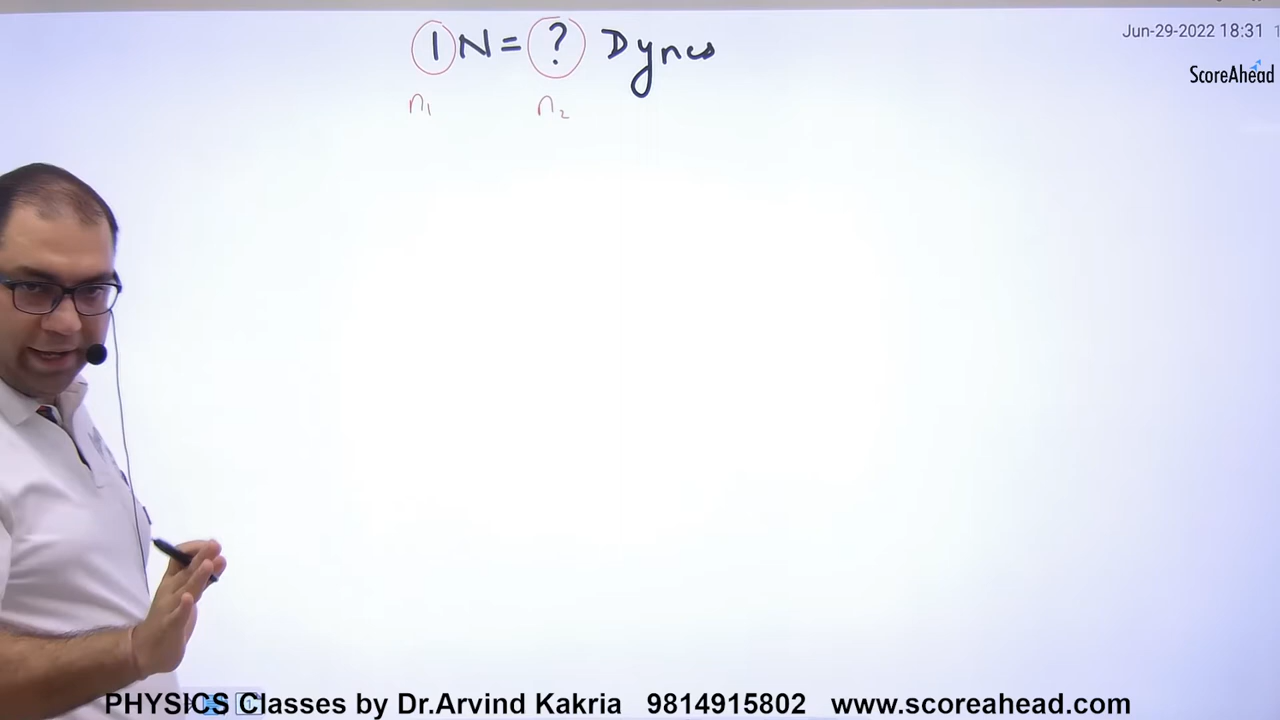 1 N = ? Dynes
n1 n2
Jun-29-2022 18:31 1
ScoreAhead
PHYSICS Classes by Dr.Arvind Kakria 9814915802 www.scoreahead.com